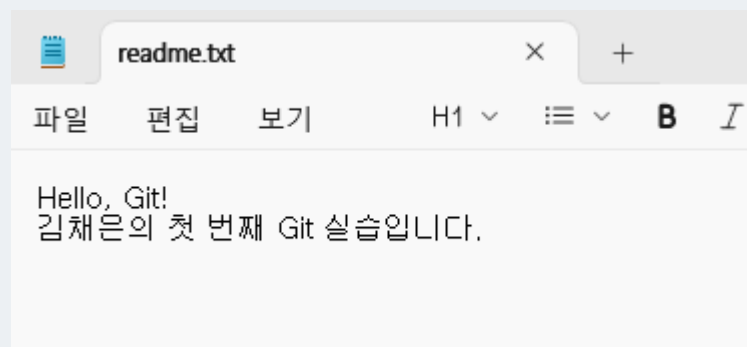 readme.txt
파일 편집 보기 H1 B I
Hello, Git!
김채은의 첫 번째 Git 실습입니다.